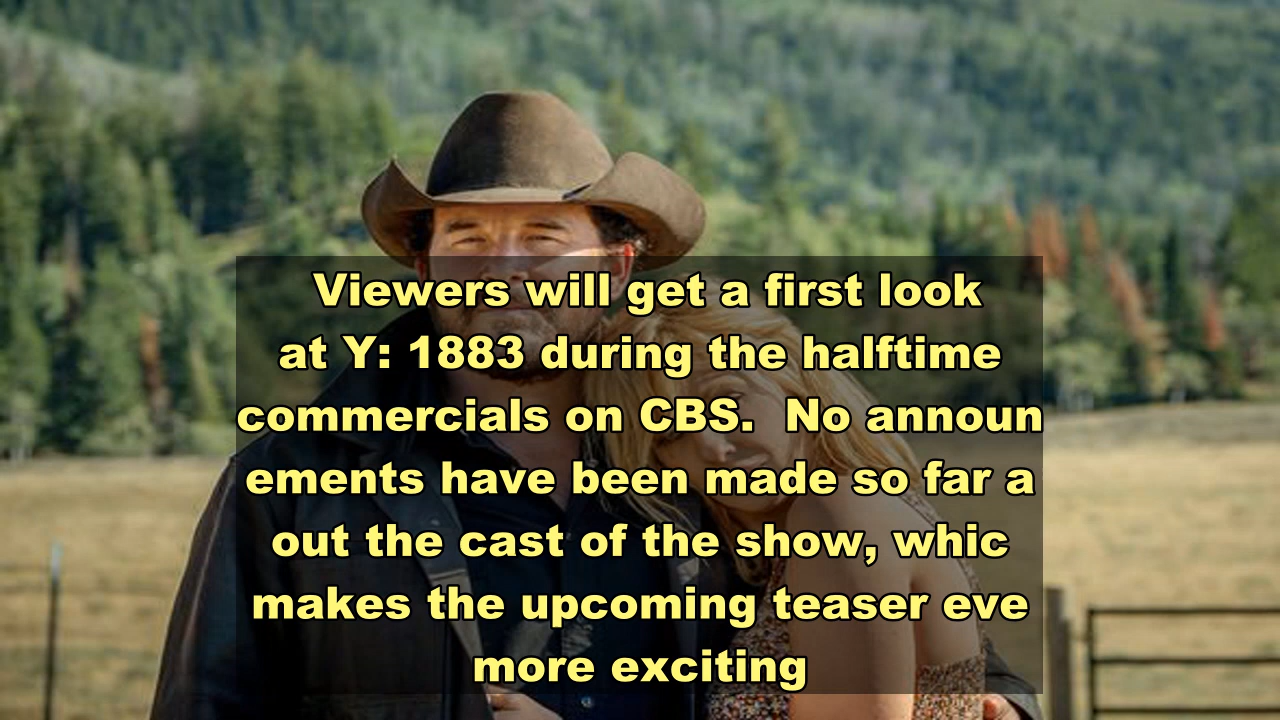 Viewers will get a first look
at Y: 1883 during the halftime
commercials on CBS.  No announ
ements have been made so far a
out the cast of the show, whic
makes the upcoming teaser eve
more exciting